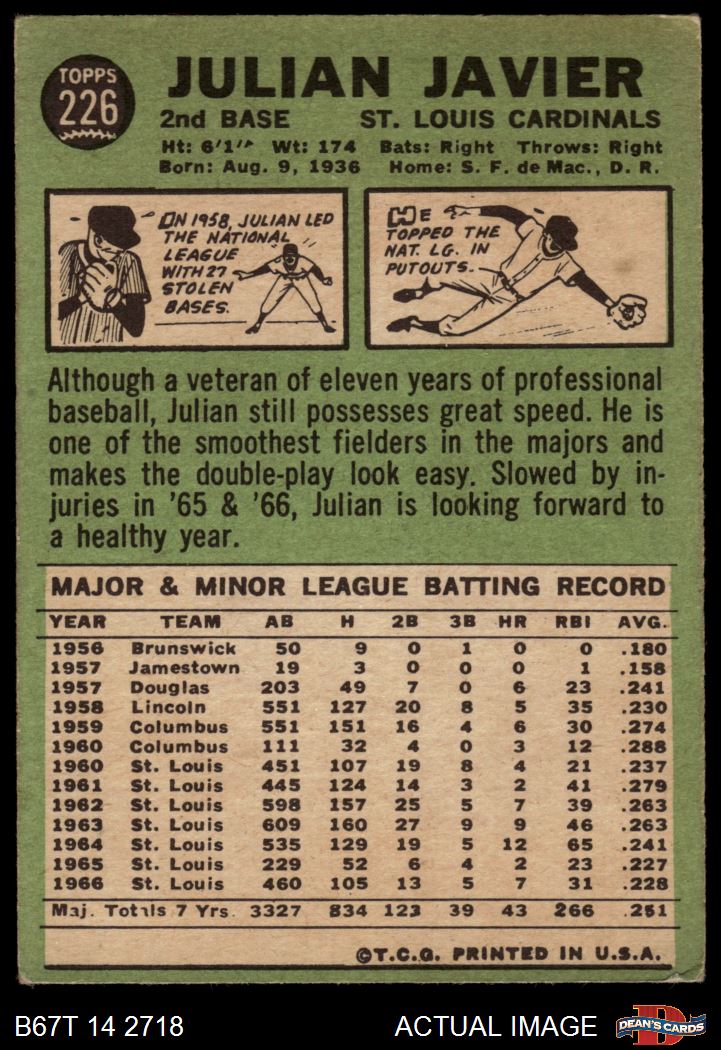 TOPPS
226
JULIAN JAVIER
2nd BASE ST. LOUIS CARDINALS
Ht: 6'1" Wt: 174 Bats: Right Throws: Right
Born: Aug. 9, 1936 Home: S. F. de Mac., D. R.
IN 1958, JULIAN LED
THE NATIONAL
LEAGUE
WITH 27
STOLEN
BASES.
HE
TOPPED THE
NAT. LG. IN
PUTOUTS.
Although a veteran of eleven years of professional
baseball, Julian still possesses great speed. He is
one of the smoothest fielders in the majors and
makes the double-play look easy. Slowed by in-
juries in '65 & '66, Julian is looking forward to
a healthy year.
MAJOR & MINOR LEAGUE BATTING RECORD
YEAR TEAM AB H 2B 3B HR RBI AVG.
1956 Brunswick 50 9 0 1 0 0 .180
1957 Jamestown 19 3 0 0 0 1 .158
1957 Douglas 203 49 7 0 6 23 .241
1958 Lincoln 551 127 20 8 5 35 .230
1959 Columbus 551 151 16 4 6 30 .274
1960 Columbus 111 32 4 0 3 12 .288
1960 St. Louis 451 107 19 8 4 21 .237
1961 St. Louis 445 124 14 3 2 41 .279
1962 St. Louis 598 157 25 5 7 39 .263
1963 St. Louis 609 160 27 9 9 46 .263
1964 St. Louis 535 129 19 5 12 65 .241
1965 St. Louis 229 52 6 4 2 23 .227
1966 St. Louis 460 105 13 5 7 31 .228
Maj. Totals 7 Yrs. 3327 834 123 39 43 266 .251
©T.C.G. PRINTED IN U.S.A.
B67T 14 2718 ACTUAL IMAGE DEAN'S CARDS